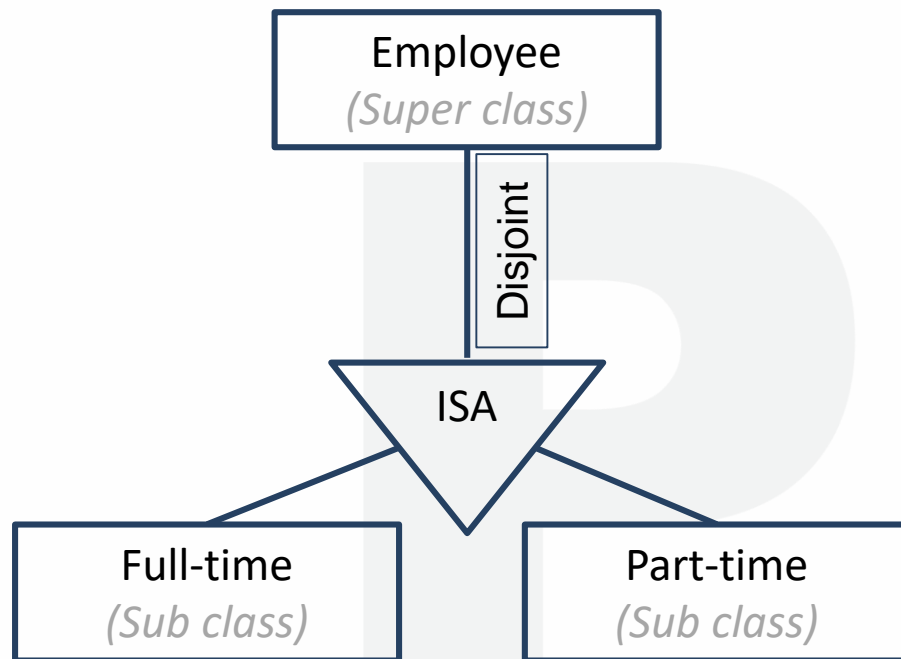 Employee
(Super class)
Disjoint
ISA
Full-time
(Sub class)
Part-time
(Sub class)